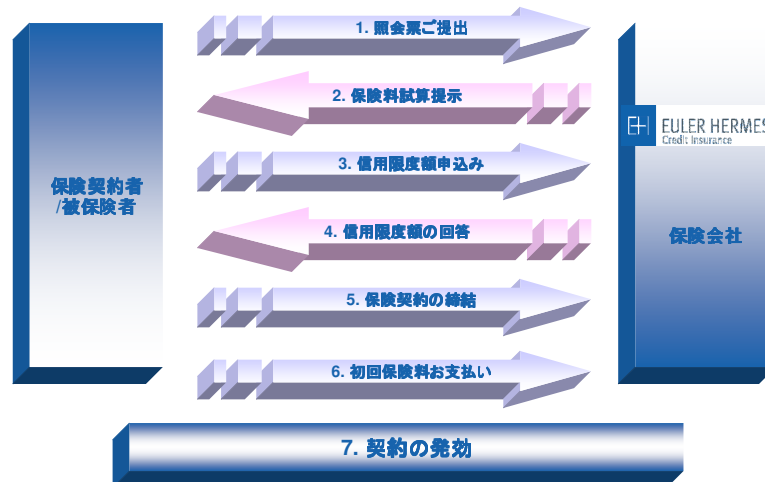 1. 照会票ご提出
2. 保険料試算提示
3. 信用限度額申込み
4. 信用限度額の回答
5. 保険契約の締結
6. 初回保険料お支払い
7. 契約の発効
保険契約者
/被保険者
EH EULER HERMES
Credit Insurance
保険会社